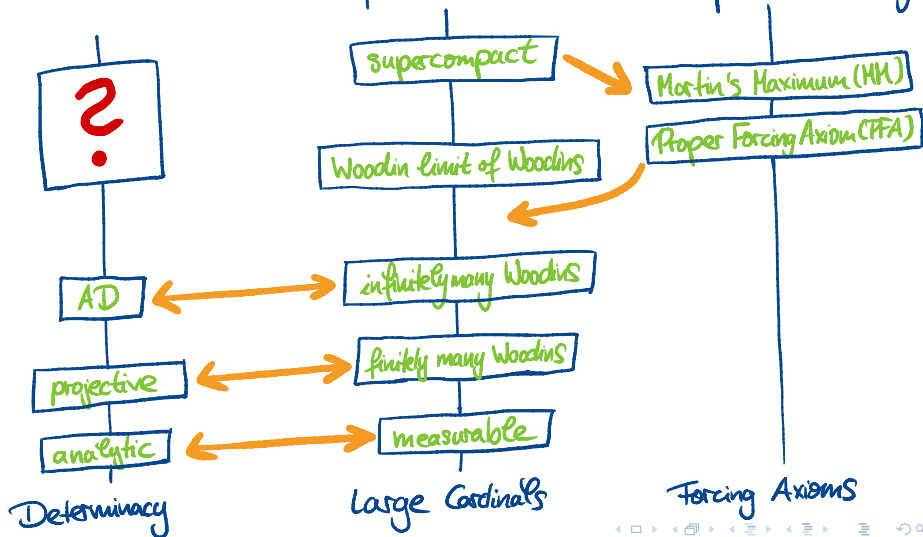 supercompact
Martin's Maximum (MM)
?
Proper Forcing Axiom (PFA)
Woodin limit of Woodins
infinitely many Woodins
AD
finitely many Woodins
projective
measurable
analytic
Determinacy
Large Cardinals
Forcing Axioms